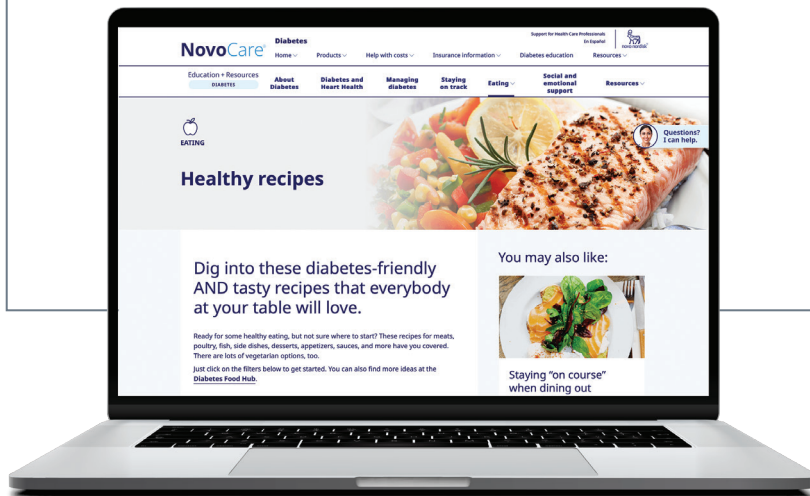 Support for Health Care Professionals
En Español
novo nordisk®
NovoCare®
Diabetes
Home Products Help with costs Insurance information Diabetes education Resources
Education + Resources
DIABETES
About
Diabetes
Diabetes and
Heart Health
Managing
diabetes
Staying
on track
Eating
Social and
emotional
support
Resources
EATING
Questions?
I can help.
Healthy recipes
Dig into these diabetes-friendly
AND tasty recipes that everybody
at your table will love.
Ready for some healthy eating, but not sure where to start? These recipes for meats,
poultry, fish, side dishes, desserts, appetizers, sauces, and more have you covered.
There are lots of vegetarian options, too.
Just click on the filters below to get started. You can also find more ideas at the
Diabetes Food Hub.
You may also like:
Staying “on course”
when dining out